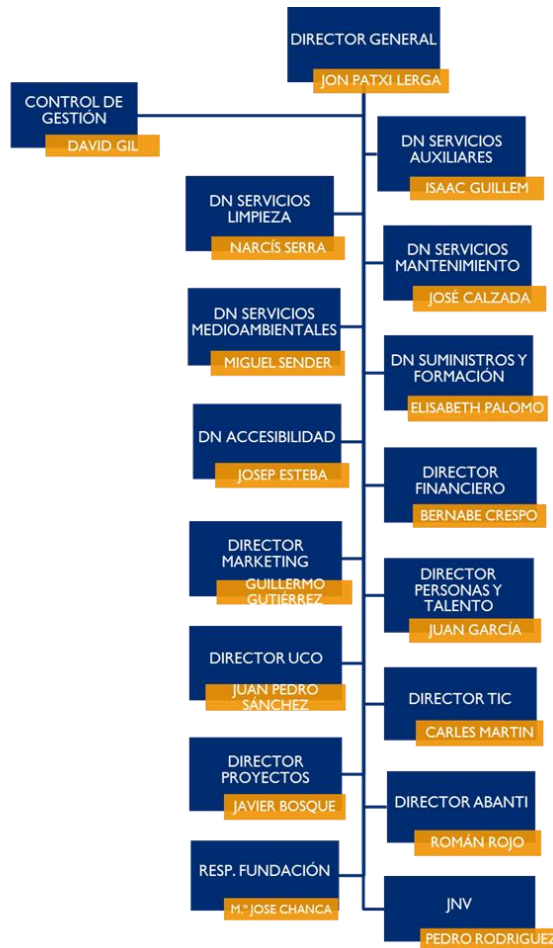 DIRECTOR GENERAL
JON PATXI LERGA
CONTROL DE
GESTIÓN
DAVID GIL
DN SERVICIOS
AUXILIARES
ISAAC GUILLEM
DN SERVICIOS
LIMPIEZA
NARCÍS SERRA
DN SERVICIOS
MANTENIMIENTO
JOSÉ CALZADA
DN SERVICIOS
MEDIOAMBIENTALES
MIGUEL SENDER
DN SUMINISTROS Y
FORMACIÓN
ELISABETH PALOMO
DN ACCESIBILIDAD
JOSEP ESTEBA
DIRECTOR
FINANCIERO
BERNABE CRESPO
DIRECTOR
MARKETING
GUILLERMO
GUTIÉRREZ
DIRECTOR
PERSONAS Y
TALENTO
JUAN GARCÍA
DIRECTOR UCO
JUAN PEDRO
SÁNCHEZ
DIRECTOR TIC
CARLES MARTIN
DIRECTOR
PROYECTOS
JAVIER BOSQUE
DIRECTOR ABANTI
ROMÁN ROJO
RESP. FUNDACIÓN
M.ª JOSE CHANCA
JNV
PEDRO RODRIGUEZ